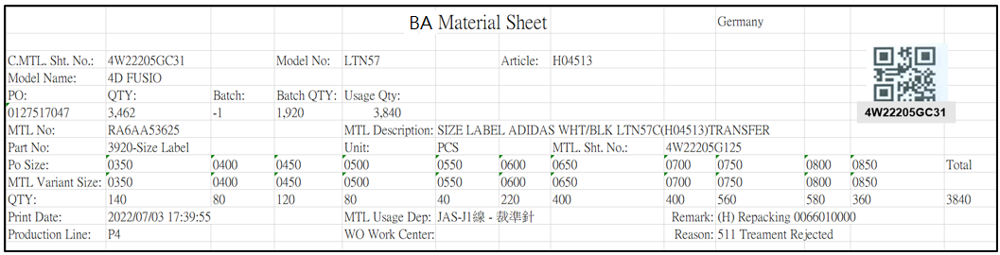 BA Material Sheet Germany
C.MTL. Sht. No.: 4W22205GC31 Model No: LTN57 Article: H04513
Model Name: 4D FUSIO
PO: QTY: Batch: Batch QTY: Usage Qty:
0127517047 3,462 -1 1,920 3,840
4W22205GC31
MTL No: RA6AA53625 MTL Description: SIZE LABEL ADIDAS WHT/BLK LTN57C(H04513)TRANSFER
Part No: 3920-Size Label Unit: PCS MTL. Sht. No.: 4W22205G125
Po Size: 0350 0400 0450 0500 0550 0600 0650 0700 0750 0800 0850 Total
MTL Variant Size: 0350 0400 0450 0500 0550 0600 0650 0700 0750 0800 0850
QTY: 140 80 120 80 40 220 400 400 560 580 360 3840
Print Date: 2022/07/03 17:39:55 MTL Usage Dep: JAS-J1線 - 裁準針 Remark: (H) Repacking 0066010000
Production Line: P4 WO Work Center: Reason: 511 Treament Rejected